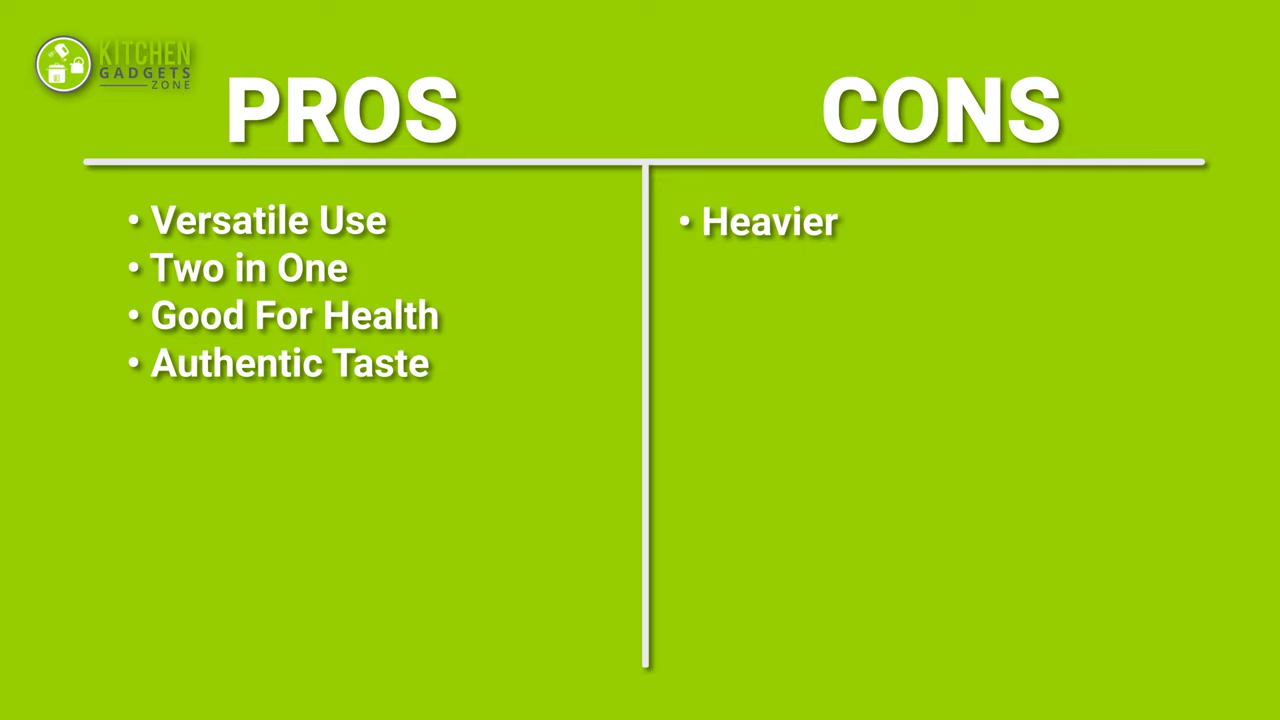 KITCHEN
GADGETS
ZONE
PROS
CONS
• Versatile Use
• Two in One
• Good For Health
• Authentic Taste
• Heavier